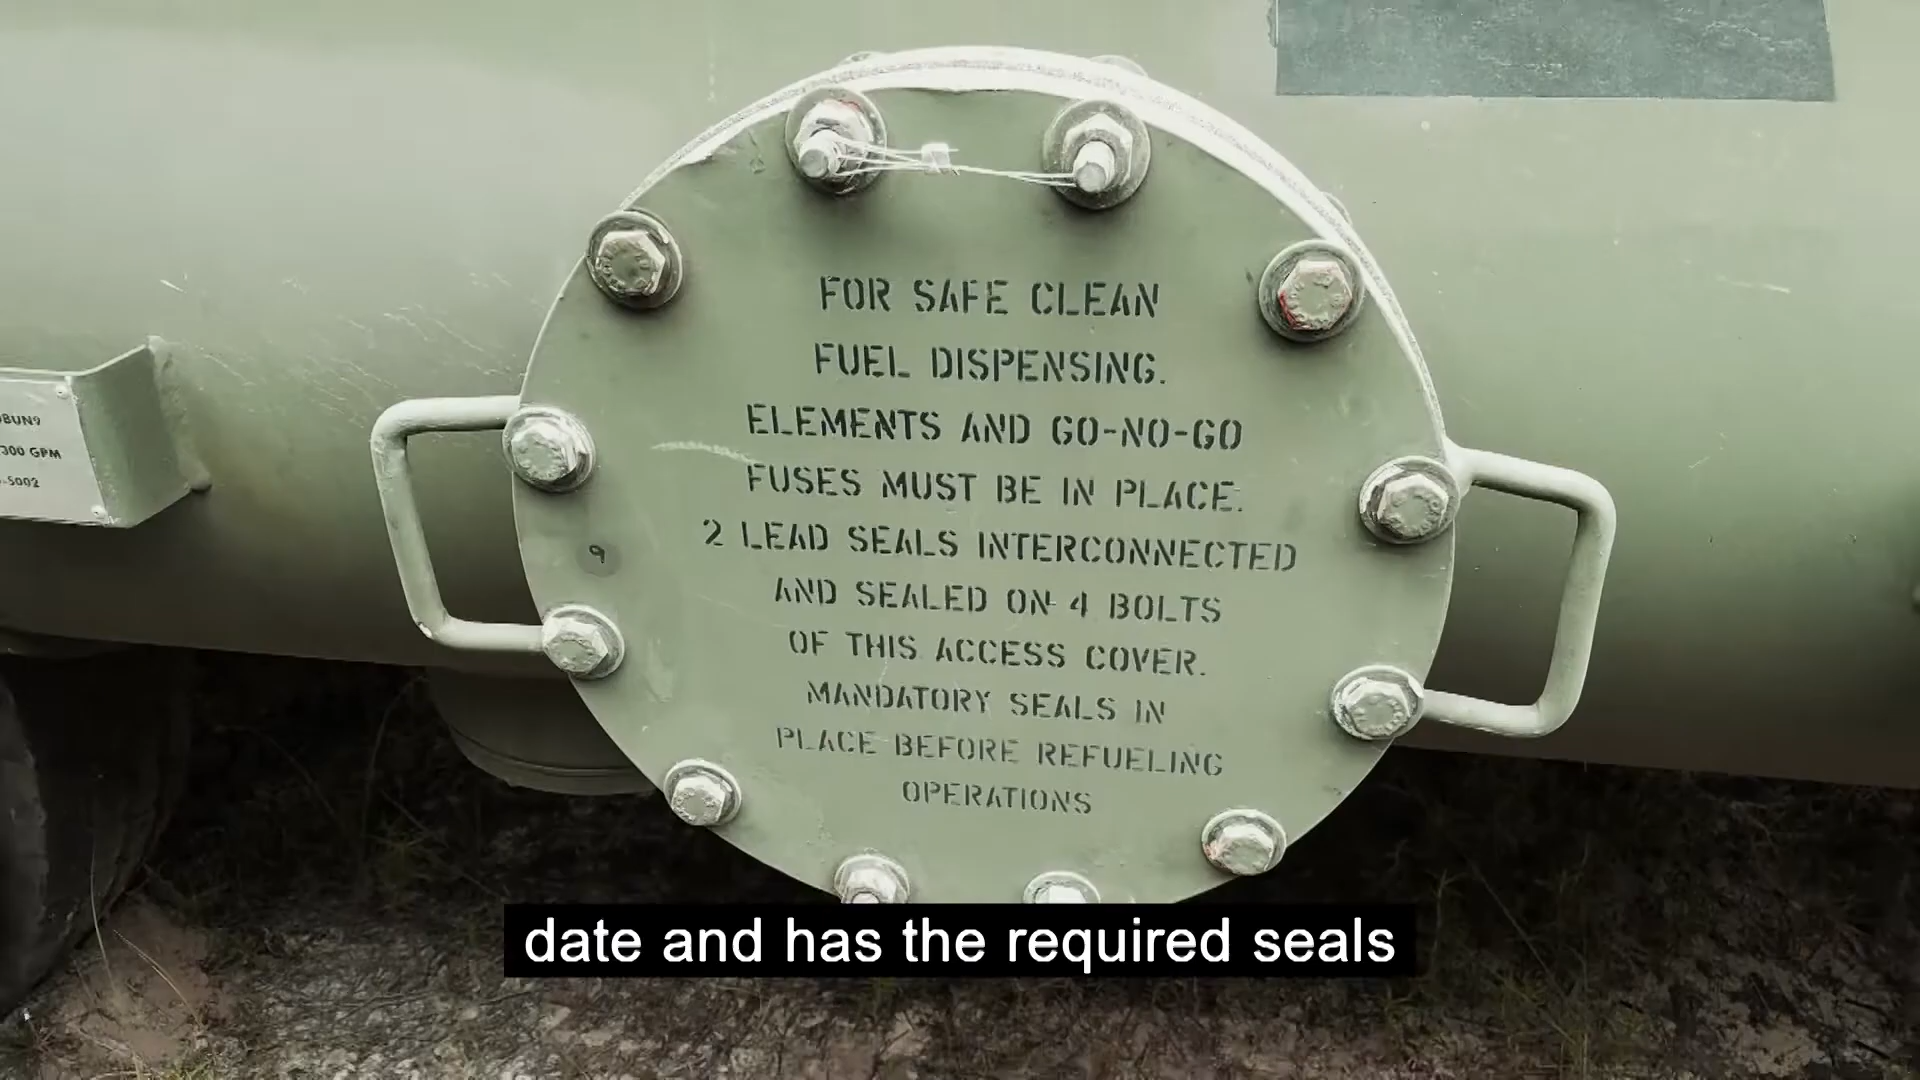 FOR SAFE CLEAN
FUEL DISPENSING.
ELEMENTS AND GO-NO-GO
FUSES MUST BE IN PLACE.
2 LEAD SEALS INTERCONNECTED
AND SEALED ON 4 BOLTS
OF THIS ACCESS COVER.
MANDATORY SEALS IN
PLACE BEFORE REFUELING
OPERATIONS
9
300 GPM
-5002
date and has the required seals